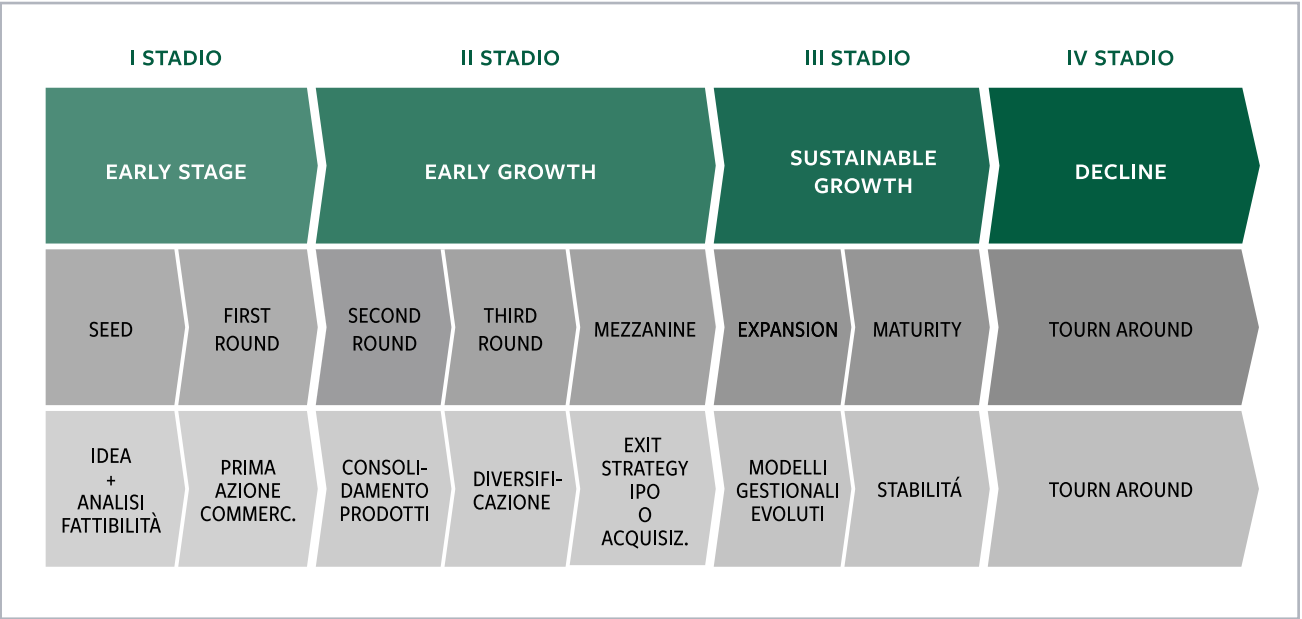 I STADIO
II STADIO
III STADIO
IV STADIO
EARLY STAGE
EARLY GROWTH
SUSTAINABLE
GROWTH
DECLINE
SEED
FIRST
ROUND
SECOND
ROUND
THIRD
ROUND
MEZZANINE
EXPANSION
MATURITY
TOURN AROUND
IDEA
+
ANALISI
FATTIBILITÀ
PRIMA
AZIONE
COMMERC.
CONSOLI-
DAMENTO
PRODOTTI
DIVERSIFI-
CAZIONE
EXIT
STRATEGY
IPO
O
ACQUISIZ.
MODELLI
GESTIONALI
EVOLUTI
STABILITÁ
TOURN AROUND